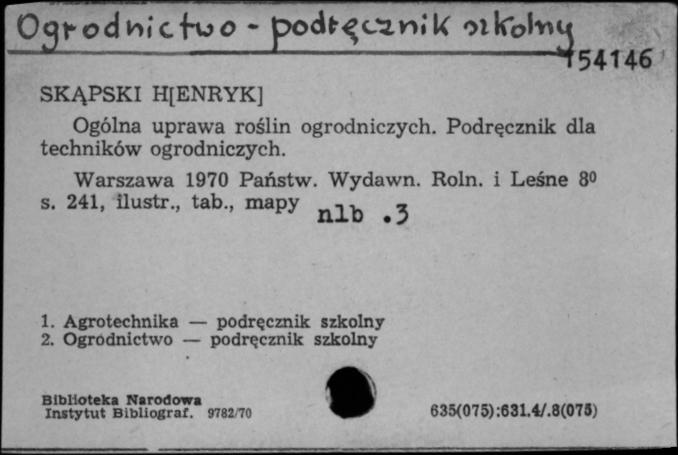 Ogrodnictwo - podręcznik szkolny
154146
SKĄPSKI H[ENRYK]
Ogólna uprawa roślin ogrodniczych. Podręcznik dla
techników ogrodniczych.
Warszawa 1970 Państw. Wydawn. Roln. i Leśne 8⁰
s. 241, ilustr., tab., mapy nlb .3
1. Agrotechnika — podręcznik szkolny
2. Ogrodnictwo — podręcznik szkolny
Biblioteka Narodowa
Instytut Bibliograf. 9782/70
635(075):631.4/.8(075)